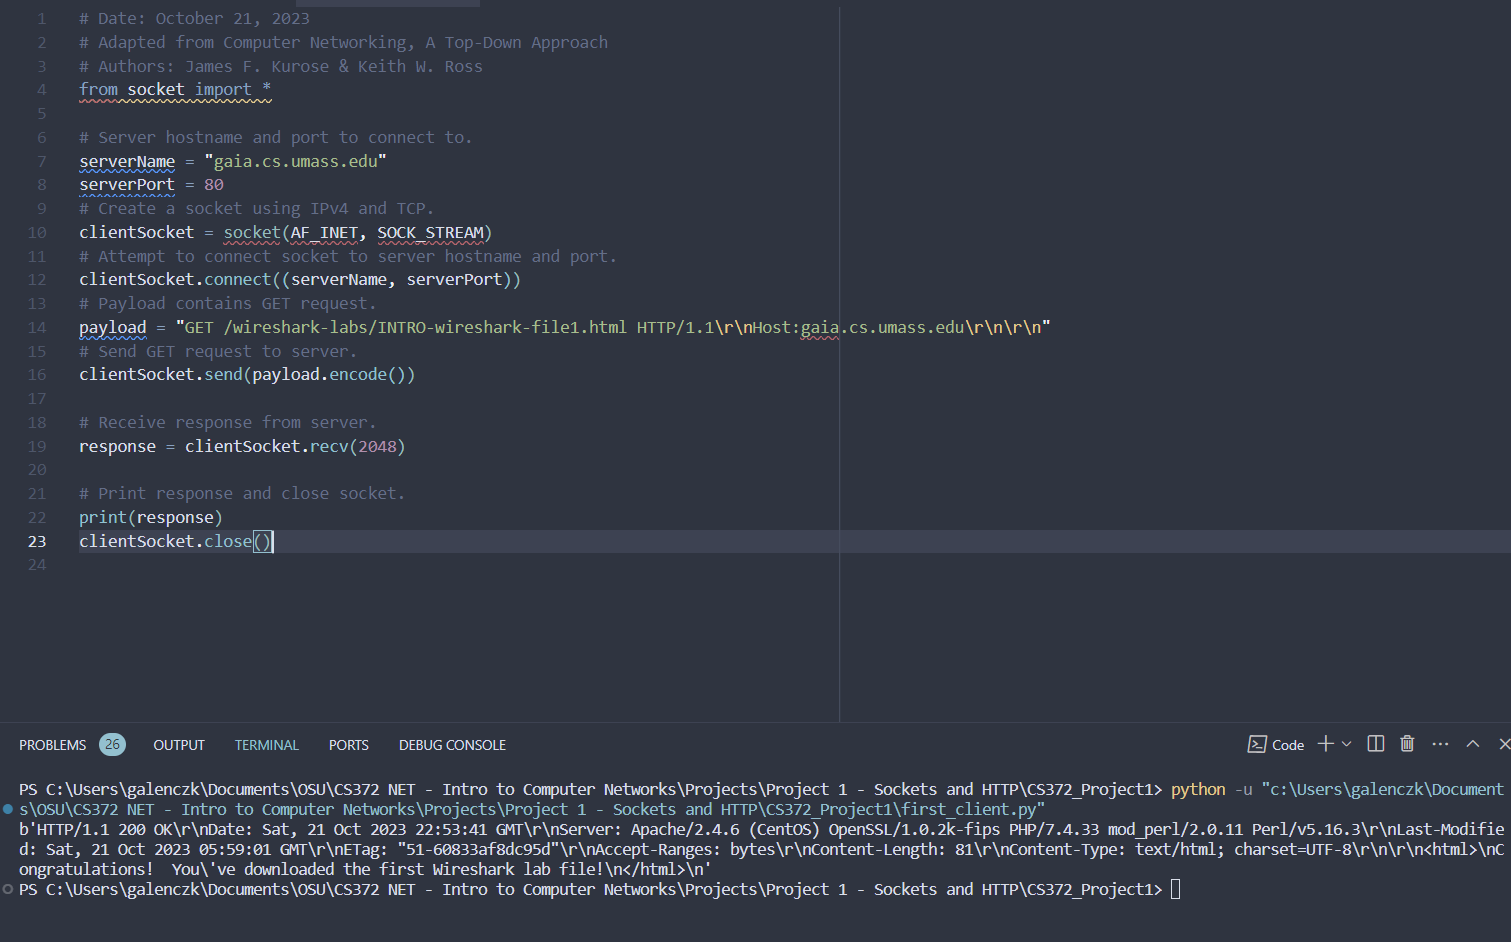 1 # Date: October 21, 2023
2 # Adapted from Computer Networking, A Top-Down Approach
3 # Authors: James F. Kurose & Keith W. Ross
4 from socket import *
5
6 # Server hostname and port to connect to.
7 serverName = "gaia.cs.umass.edu"
8 serverPort = 80
9 # Create a socket using IPv4 and TCP.
10 clientSocket = socket(AF_INET, SOCK_STREAM)
11 # Attempt to connect socket to server hostname and port.
12 clientSocket.connect((serverName, serverPort))
13 # Payload contains GET request.
14 payload = "GET /wireshark-labs/INTRO-wireshark-file1.html HTTP/1.1\r\nHost:gaia.cs.umass.edu\r\n\r\n"
15 # Send GET request to server.
16 clientSocket.send(payload.encode())
17
18 # Receive response from server.
19 response = clientSocket.recv(2048)
20
21 # Print response and close socket.
22 print(response)
23 clientSocket.close()
24
PROBLEMS 26 OUTPUT TERMINAL PORTS DEBUG CONSOLE Code
PS C:\Users\galenczk\Documents\OSU\CS372 NET - Intro to Computer Networks\Projects\Project 1 - Sockets and HTTP\CS372_Project1> python -u "c:\Users\galenczk\Document
s\OSU\CS372 NET - Intro to Computer Networks\Projects\Project 1 - Sockets and HTTP\CS372_Project1\first_client.py"
b'HTTP/1.1 200 OK\r\nDate: Sat, 21 Oct 2023 22:53:41 GMT\r\nServer: Apache/2.4.6 (CentOS) OpenSSL/1.0.2k-fips PHP/7.4.33 mod_perl/2.0.11 Perl/v5.16.3\r\nLast-Modifie
d: Sat, 21 Oct 2023 05:59:01 GMT\r\nETag: "51-60833af8dc95d"\r\nAccept-Ranges: bytes\r\nContent-Length: 81\r\nContent-Type: text/html; charset=UTF-8\r\n\r\n<html>\nC
ongratulations!  You\'ve downloaded the first Wireshark lab file!\n</html>\n'
PS C:\Users\galenczk\Documents\OSU\CS372 NET - Intro to Computer Networks\Projects\Project 1 - Sockets and HTTP\CS372_Project1>